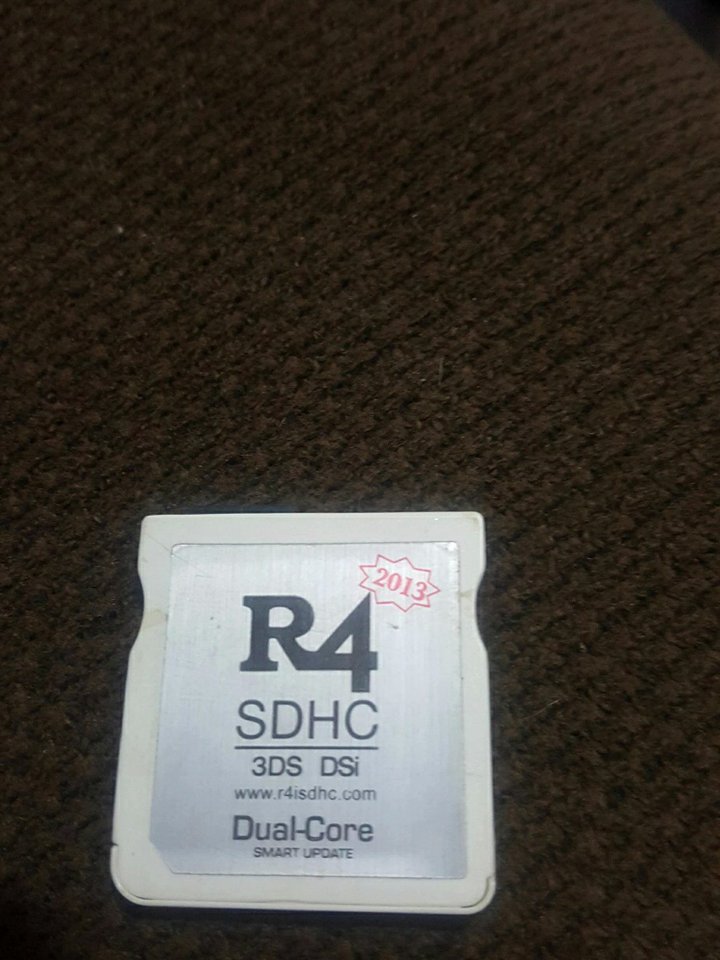 2013
R4
SDHC
3DS DSi
www.r4isdhc.com
Dual-Core
SMART UPDATE